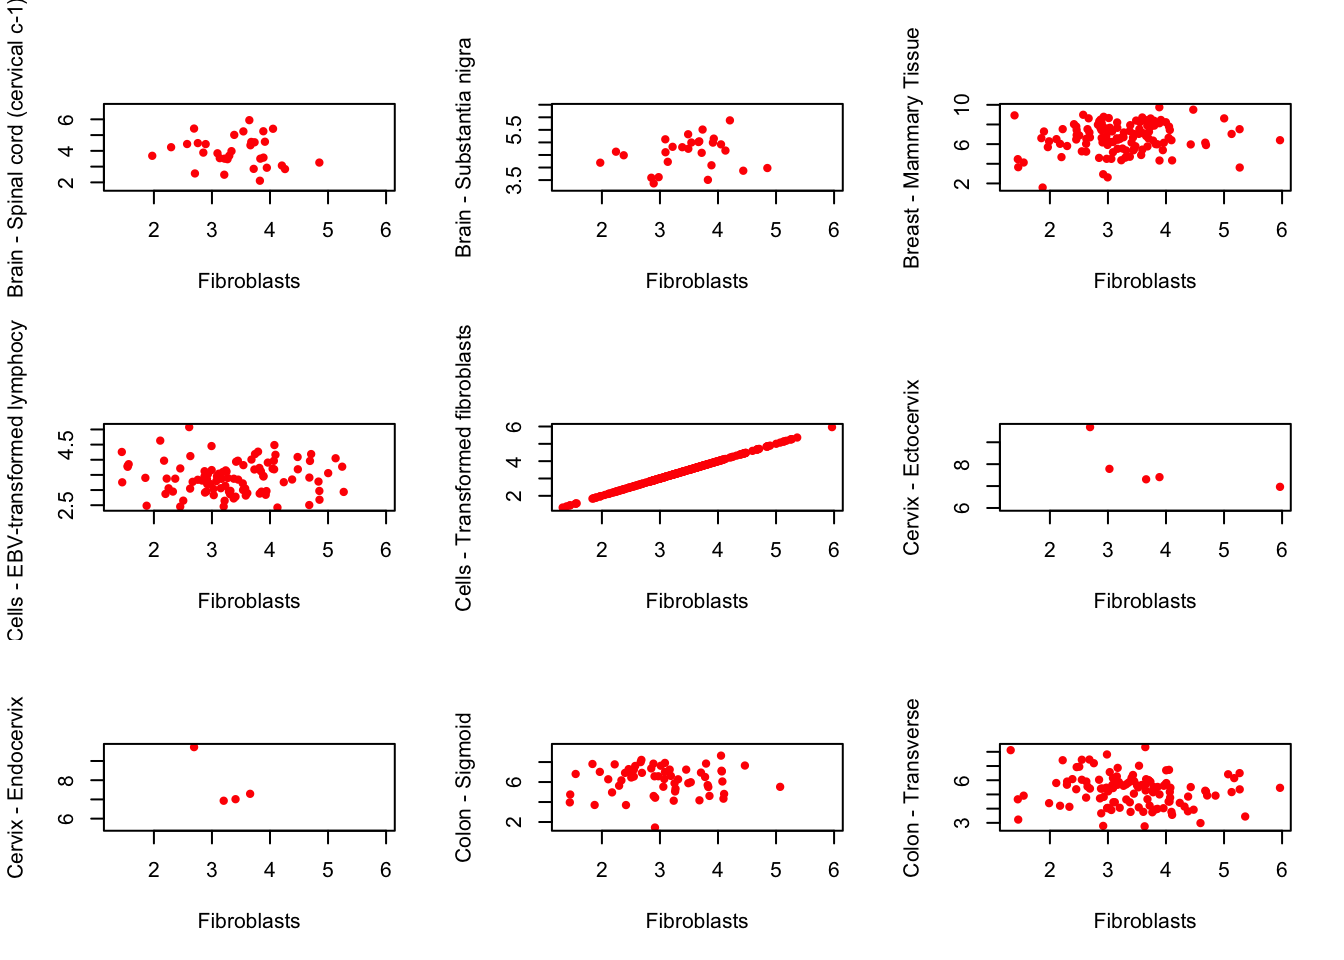 Brain - Spinal cord (cervical c-1)
6
4
2
2 3 4 5 6
Fibroblasts
Brain - Substantia nigra
5.5
3.5
2 3 4 5 6
Fibroblasts
Breast - Mammary Tissue
10
6
2
2 3 4 5 6
Fibroblasts
Cells - EBV-transformed lymphocy
4.5
2.5
2 3 4 5 6
Fibroblasts
Cells - Transformed fibroblasts
6
4
2
2 3 4 5 6
Fibroblasts
Cervix - Ectocervix
8
6
2 3 4 5 6
Fibroblasts
Cervix - Endocervix
8
6
2 3 4 5 6
Fibroblasts
Colon - Sigmoid
6
2
2 3 4 5 6
Fibroblasts
Colon - Transverse
6
3
2 3 4 5 6
Fibroblasts